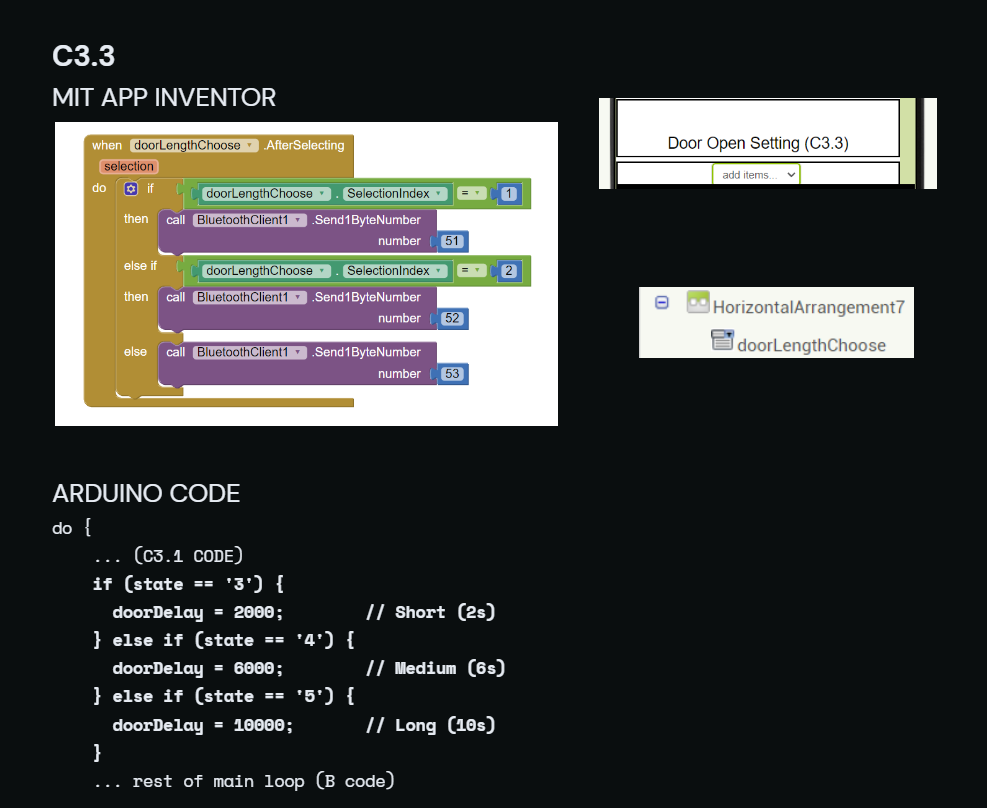 C3.3
MIT APP INVENTOR
when doorLengthChoose .AfterSelecting
selection
do if doorLengthChoose . SelectionIndex = 1
then call BluetoothClient1 .Send1ByteNumber
number 51
else if doorLengthChoose . SelectionIndex = 2
then call BluetoothClient1 .Send1ByteNumber
number 52
else call BluetoothClient1 .Send1ByteNumber
number 53
Door Open Setting (C3.3)
add items...
HorizontalArrangement7
doorLengthChoose
ARDUINO CODE
do {
... (C3.1 CODE)
if (state == '3') {
doorDelay = 2000; // Short (2s)
} else if (state == '4') {
doorDelay = 6000; // Medium (6s)
} else if (state == '5') {
doorDelay = 10000; // Long (10s)
}
... rest of main loop (B code)